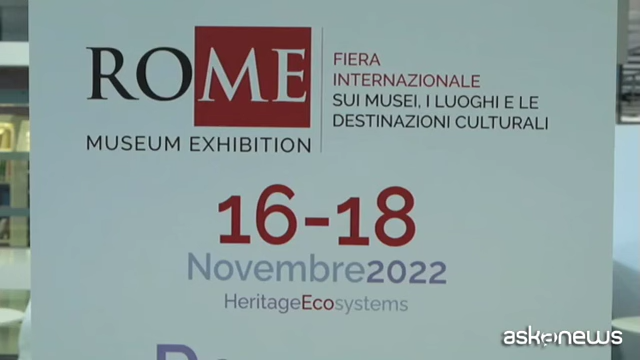 ROME
MUSEUM EXHIBITION
FIERA
INTERNAZIONALE
SUI MUSEI, I LUOGHI E LE
DESTINAZIONI CULTURALI
16-18
Novembre2022
HeritageEcosystems
askanews